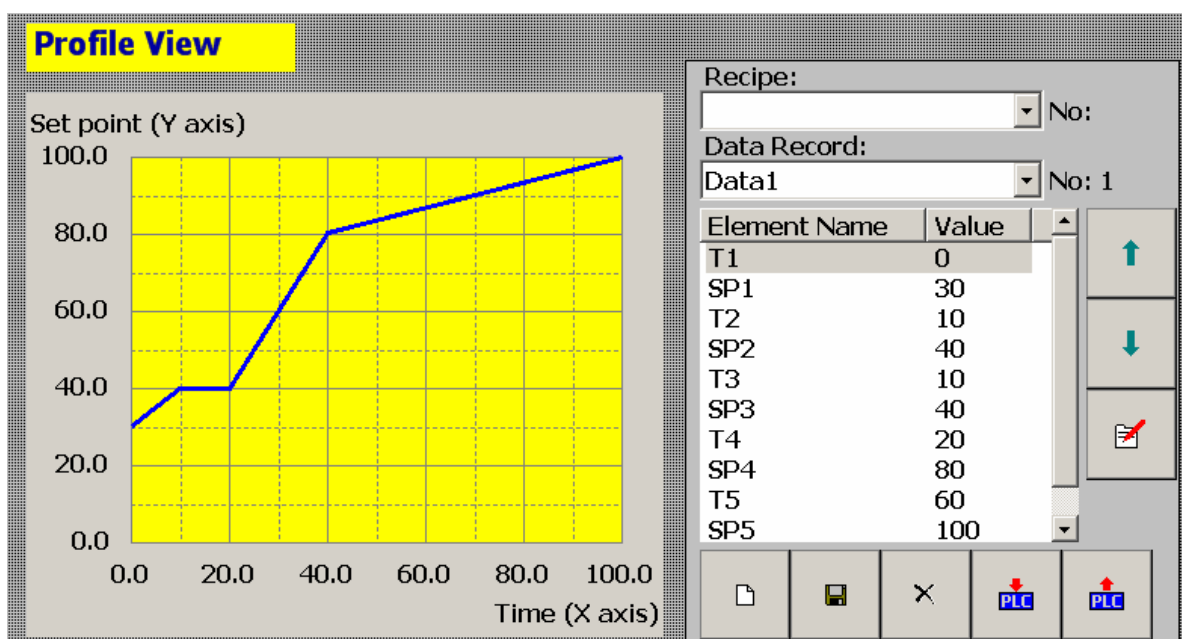 Profile View
Set point (Y axis)
100.0
80.0
60.0
40.0
20.0
0.0
0.0 20.0 40.0 60.0 80.0 100.0
Time (X axis)
Recipe:
No:
Data Record:
Data1 No: 1
Element Name Value
T1 0
SP1 30
T2 10
SP2 40
T3 10
SP3 40
T4 20
SP4 80
T5 60
SP5 100
PLC PLC